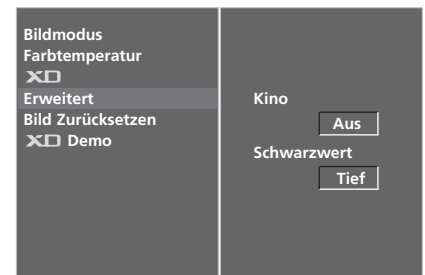 Bildmodus
Farbtemperatur
XD
Erweitert
Bild Zurücksetzen
XD Demo
Kino
Aus
Schwarzwert
Tief